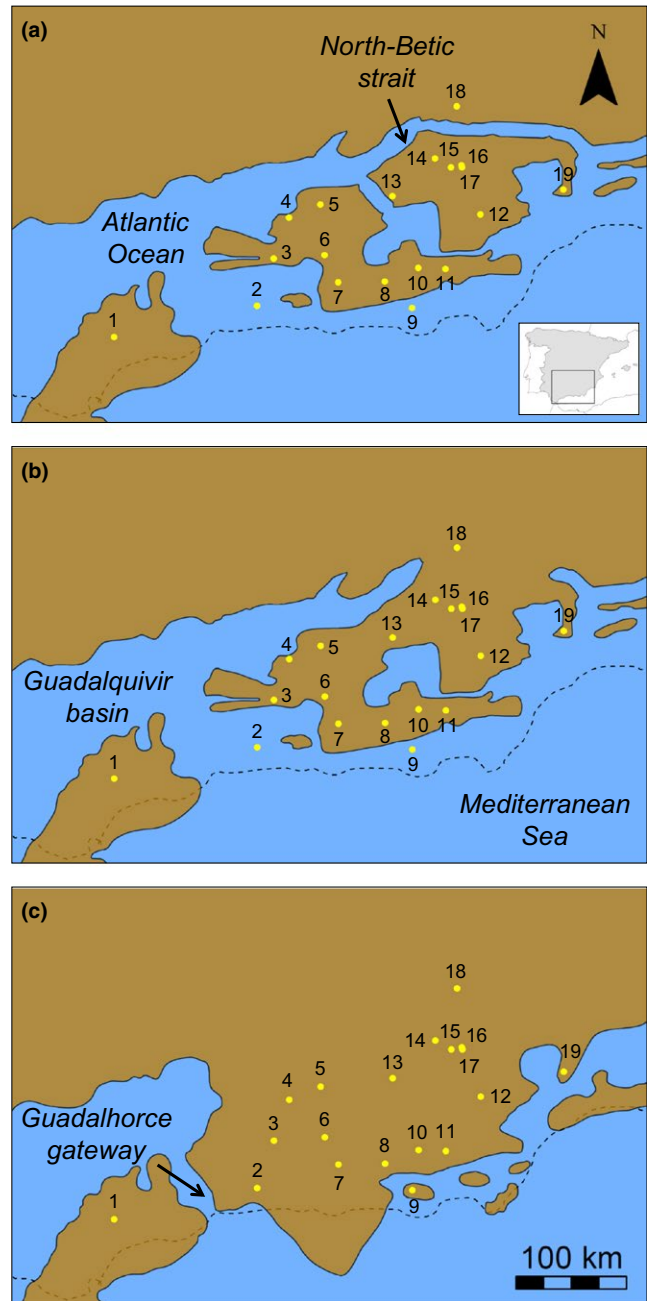 (a)
North-Betic
strait
N
18
14 15 16
17
13
19
4 5
12
Atlantic
Ocean
3 6
10 11
7 8
2
9
1
(b)
18
14 15 16
17
13
19
4 5
12
Guadalquivir
basin
3 6
10 11
7 8
2
9
1
Mediterranean
Sea
(c)
18
14 15 16
17
13
19
5
4
12
Guadalhorce
gateway
3 6
8 10 11
2 7
9
1
100 km